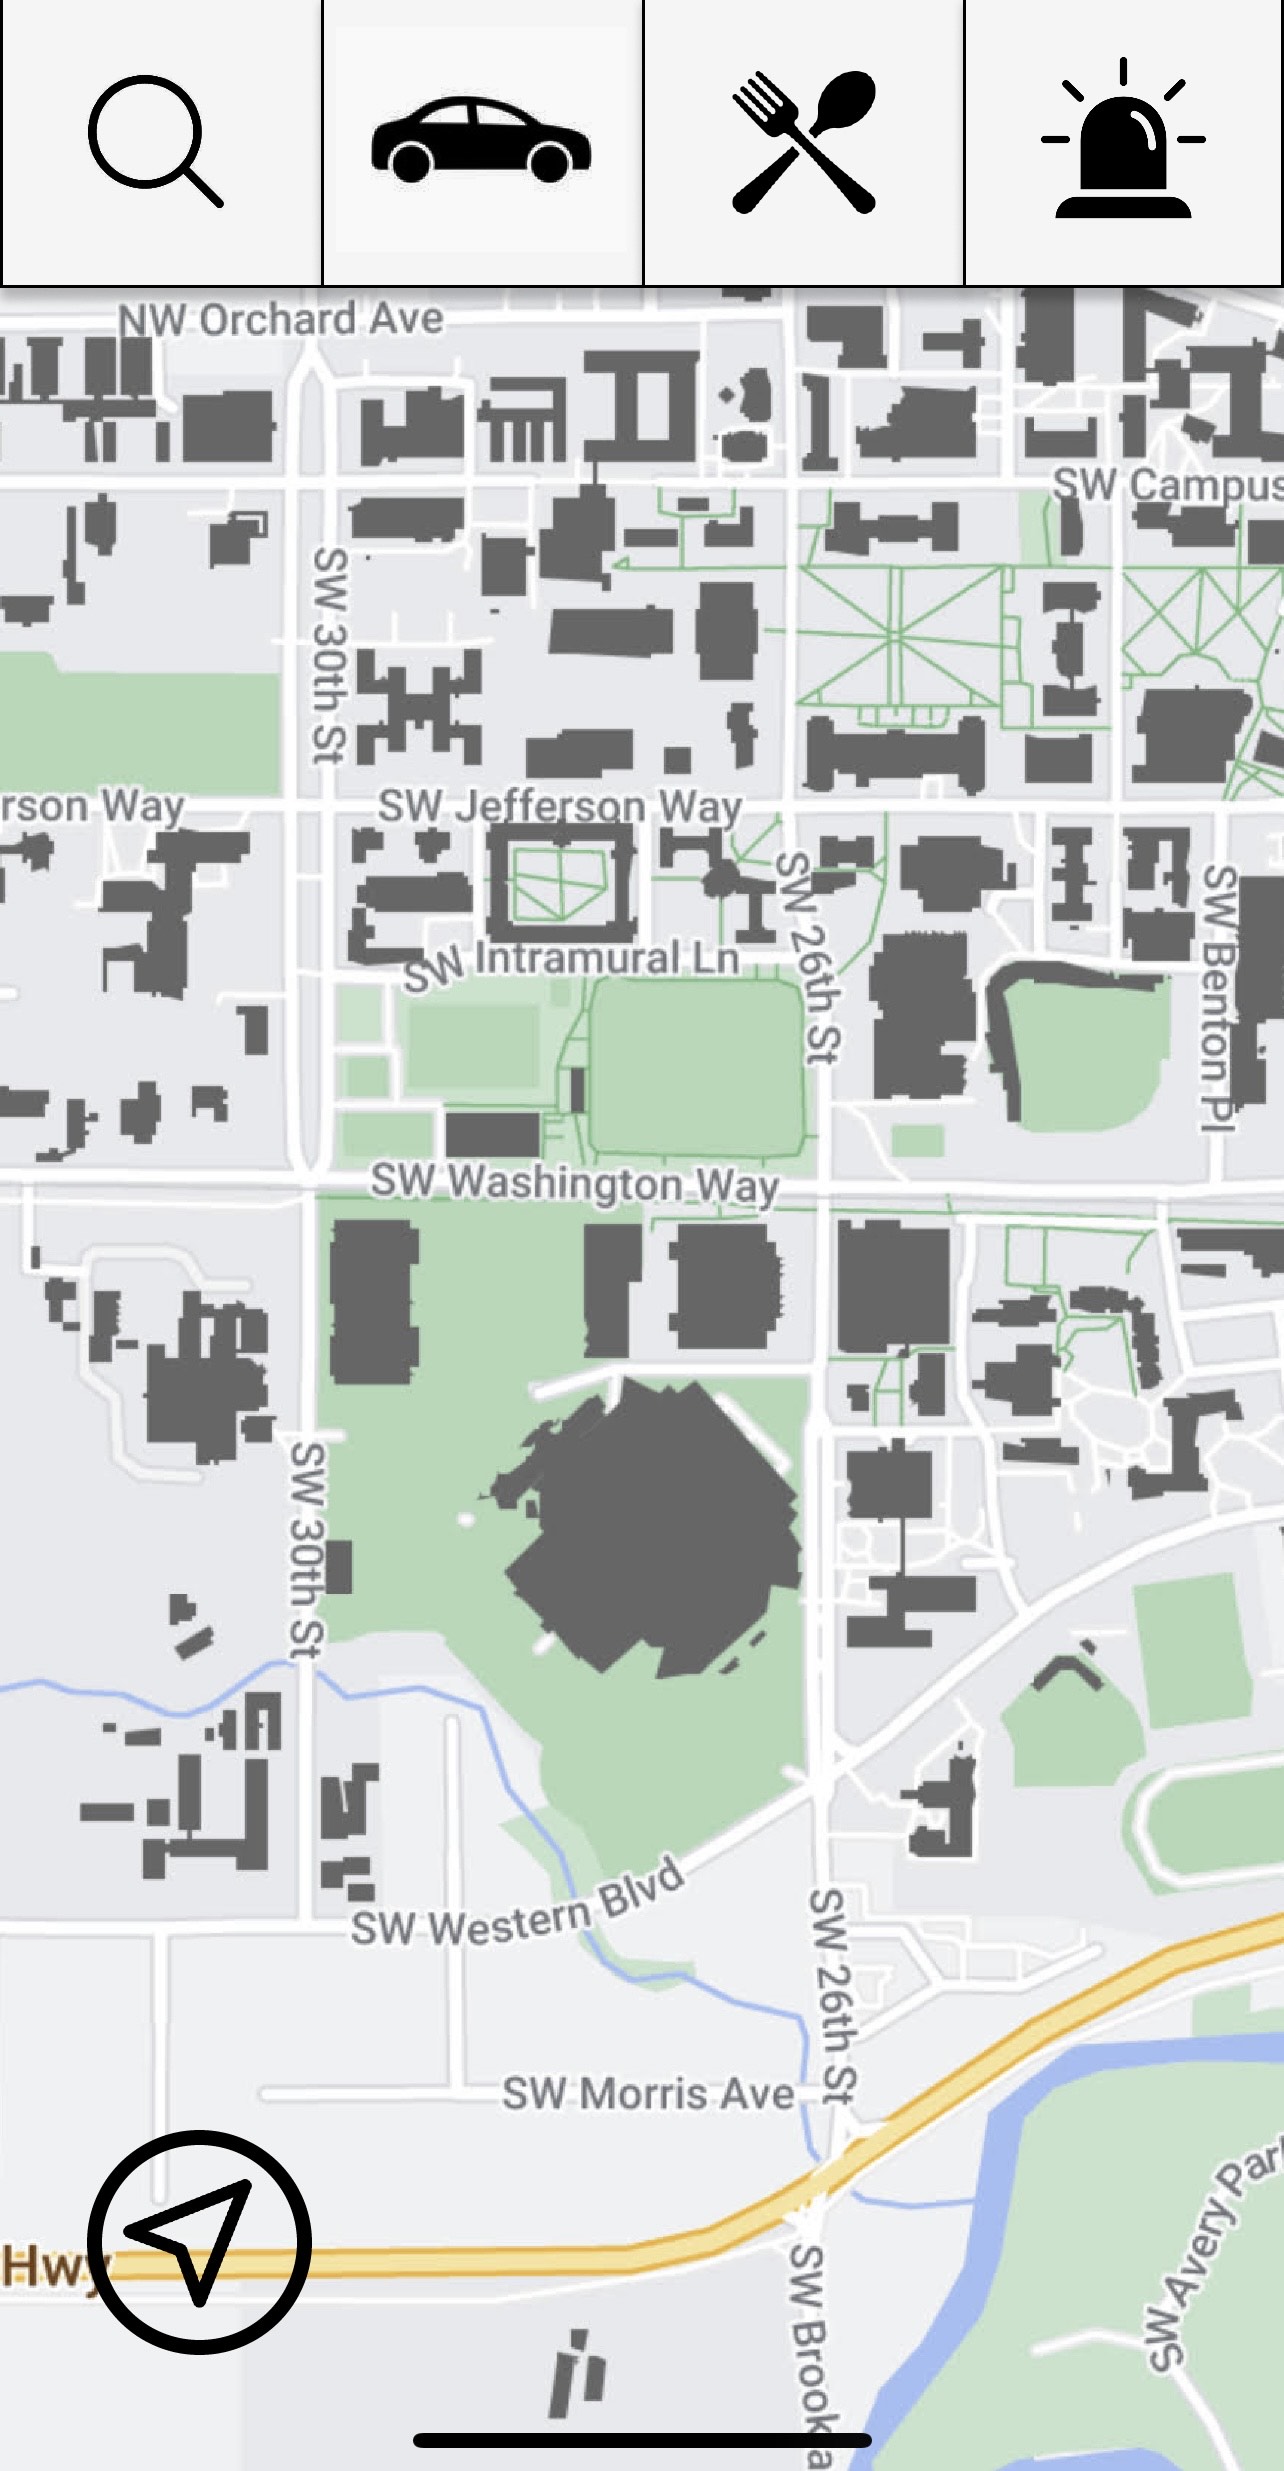 NW Orchard Ave
SW Campus
SW 30th St
rson Way
SW Jefferson Way
SW 26th St
SW Benton Pl
SW Intramural Ln
SW Washington Way
SW 30th St
SW Western Blvd
SW 26th St
SW Morris Ave
SW Avery Par
Hwy
SW Brooka